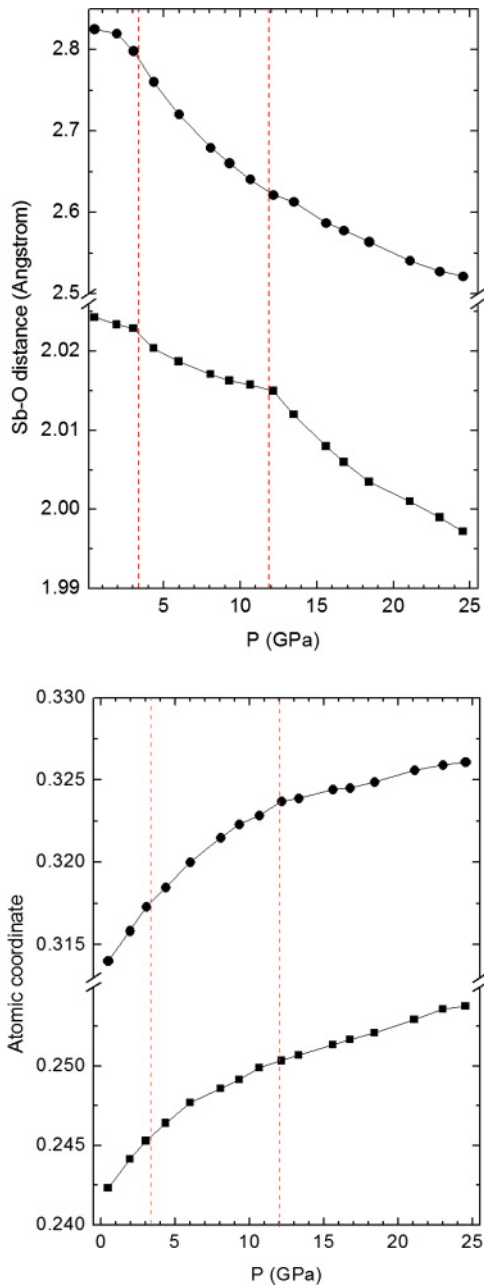 2.8
2.7
2.6
2.5
2.02
2.01
2.00
1.99
Sb-O distance (Angstrom)
5 10 15 20 25
P (GPa)
0.330
0.325
0.320
0.315
0.250
0.245
0.240
Atomic coordinate
0 5 10 15 20 25
P (GPa)